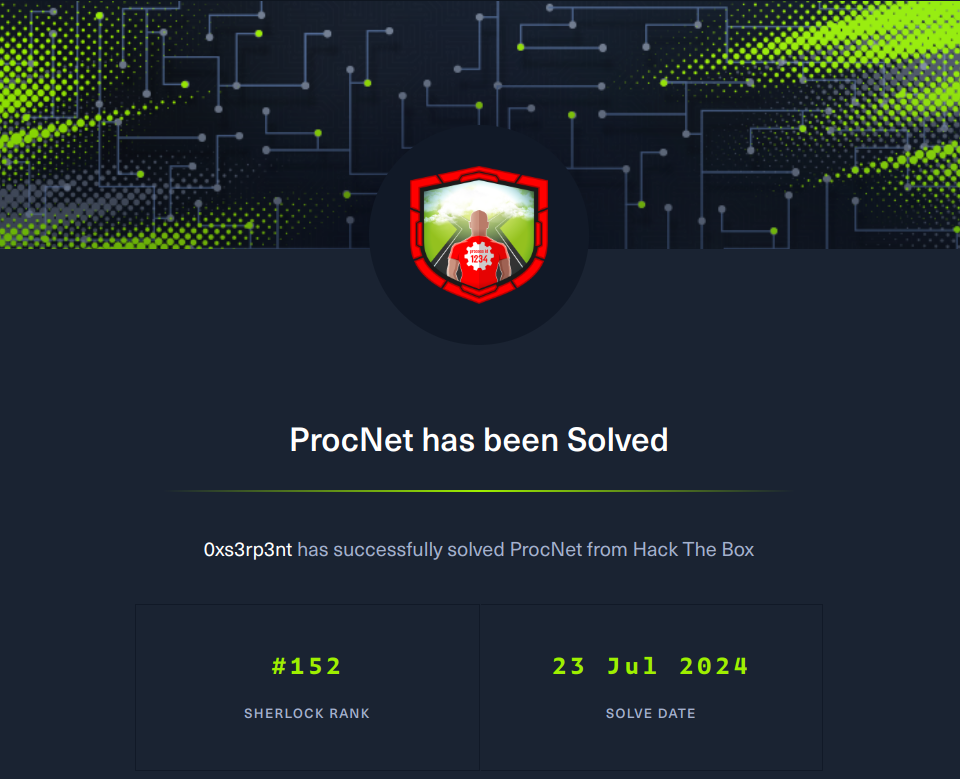 1234
ProcNet has been Solved
0xs3rp3nt has successfully solved ProcNet from Hack The Box
#152
23 Jul 2024
SHERLOCK RANK
SOLVE DATE